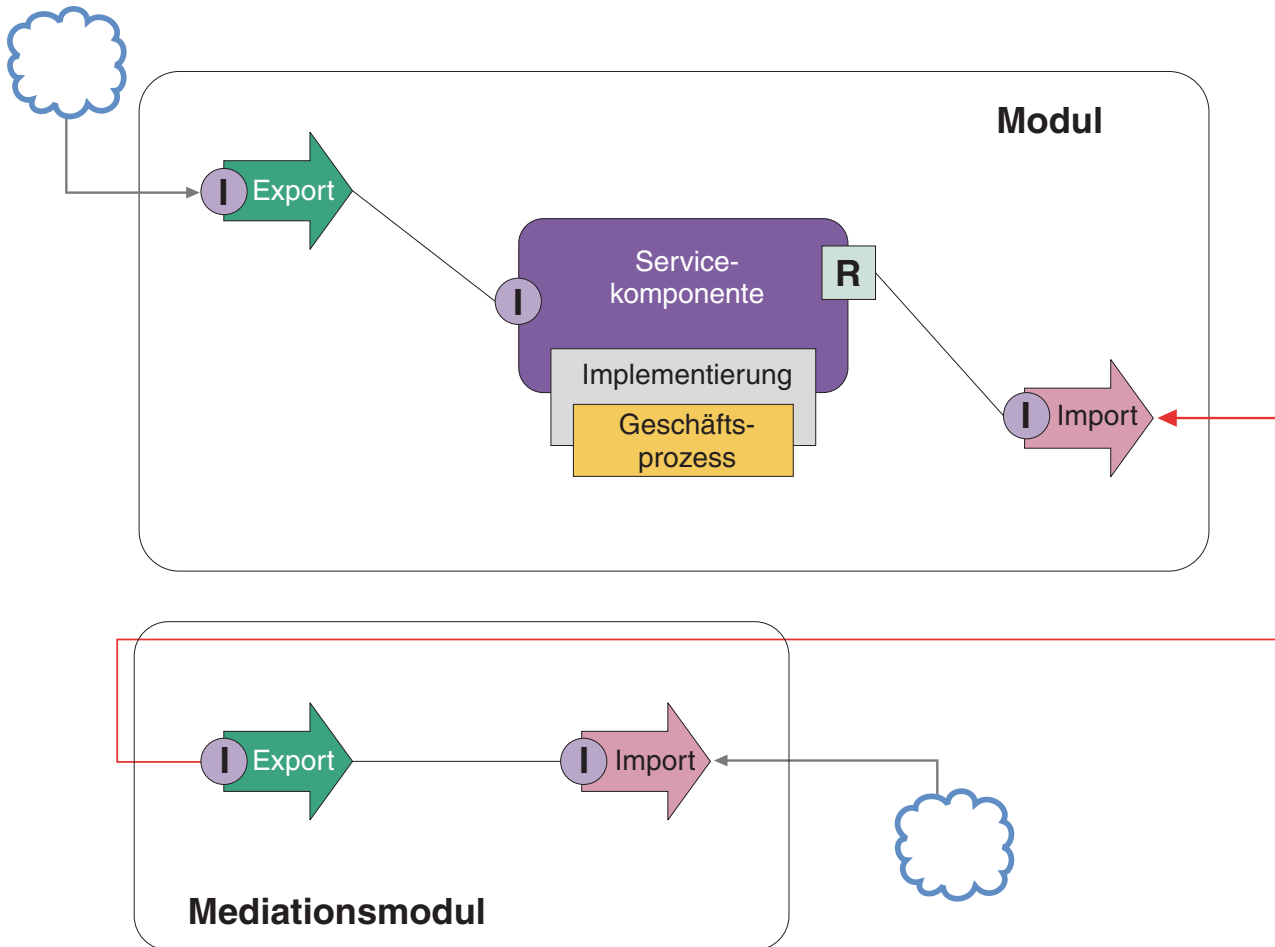 Modul
I Export
Service-
komponente
R
I
Implementierung
Geschäfts-
prozess
I Import
I Export
I Import
Mediationsmodul